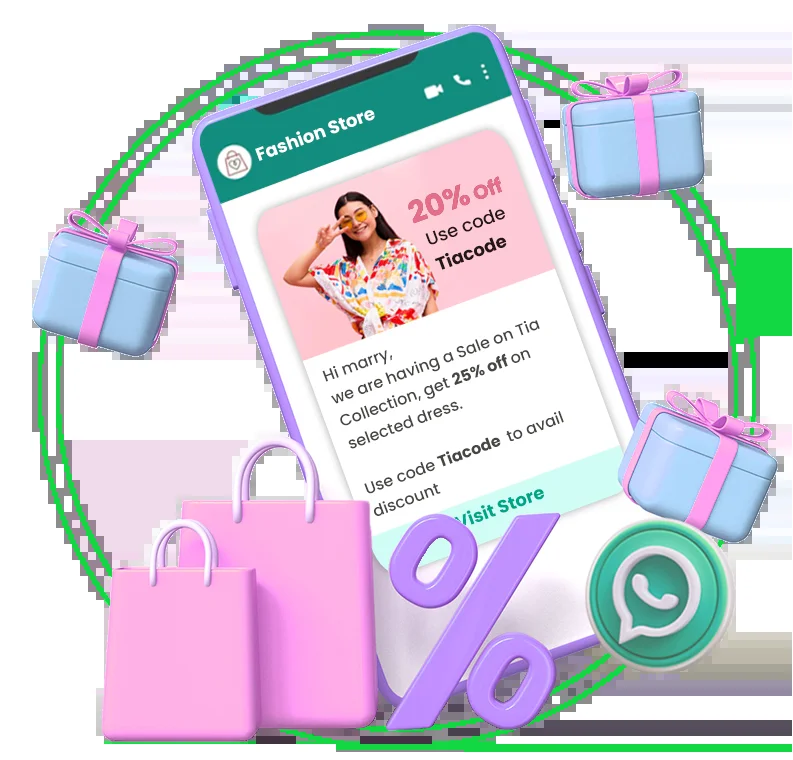 Fashion Store
20% Off
Use code
Tiacode
Hi marry,
we are having a Sale on Tia
Collection, get 25% off on
selected dress.
Use code Tiacode to avail
discount
Visit Store
%